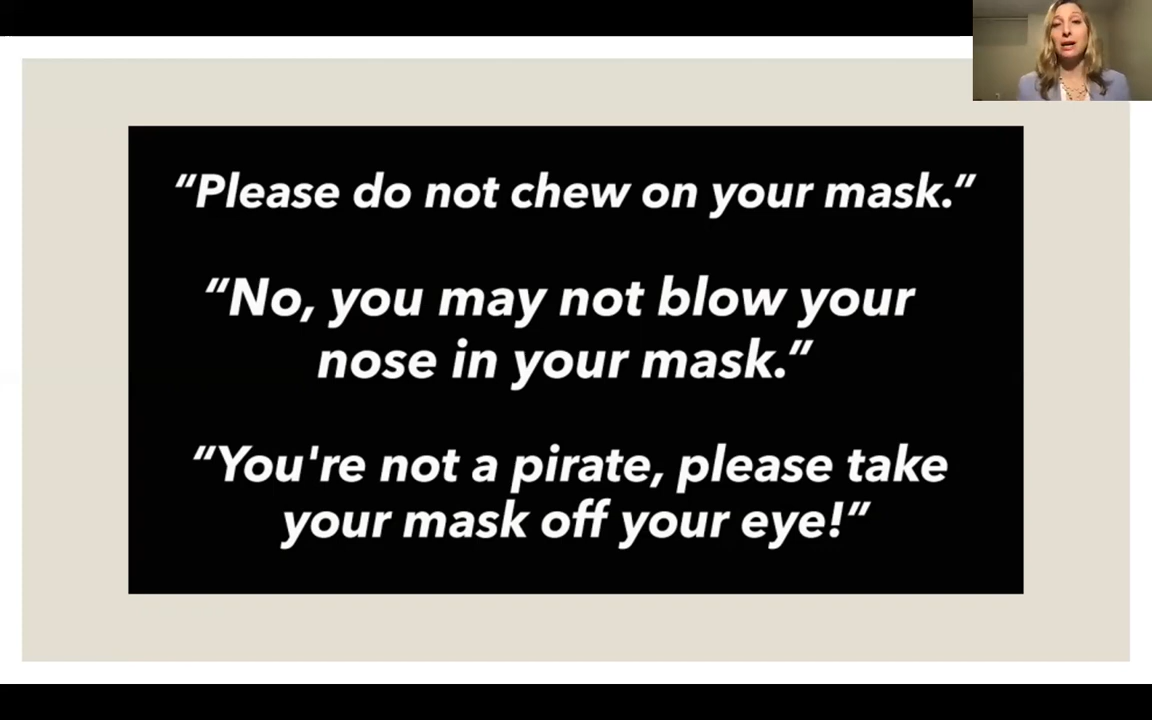 “Please do not chew on your mask.”
“No, you may not blow your
nose in your mask.”
“You're not a pirate, please take
your mask off your eye!”